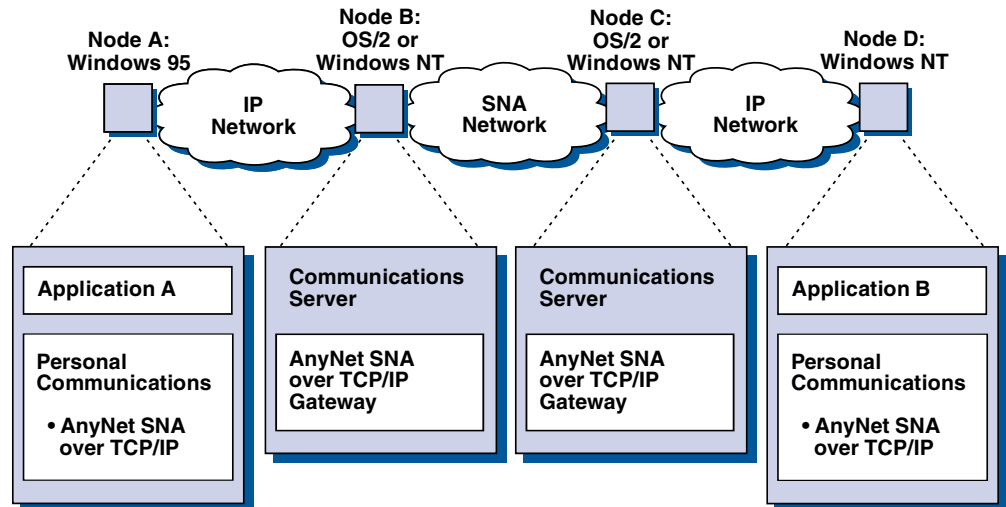 Node A:
Windows 95
Node B:
OS/2 or
Windows NT
Node C:
OS/2 or
Windows NT
Node D:
Windows NT
IP
Network
SNA
Network
IP
Network
Application A
Personal
Communications
• AnyNet SNA
over TCP/IP
Communications
Server
AnyNet SNA
over TCP/IP
Gateway
Communications
Server
AnyNet SNA
over TCP/IP
Gateway
Application B
Personal
Communications
• AnyNet SNA
over TCP/IP